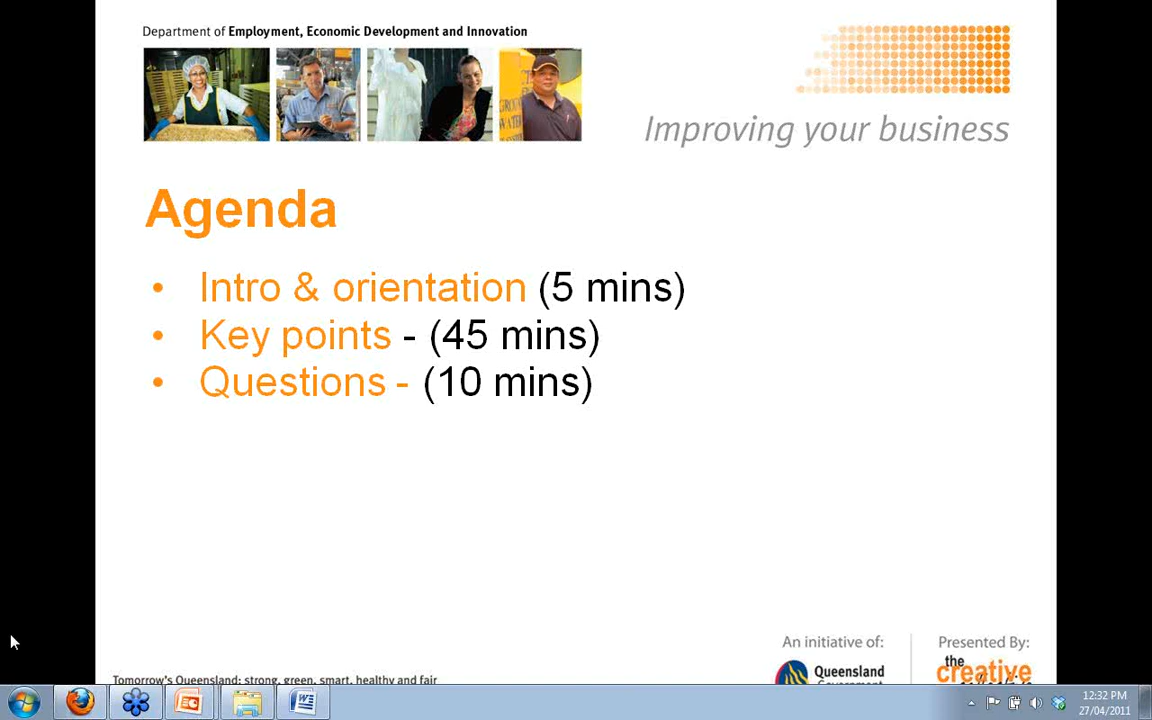 Department of Employment, Economic Development and Innovation
Improving your business
Agenda
• Intro & orientation (5 mins)
• Key points - (45 mins)
• Questions - (10 mins)
An initiative of:
Presented By:
Queensland
Government
the
creative
Tomorrow's Queensland: strong, green, smart, healthy and fair
12:32 PM
27/04/2011